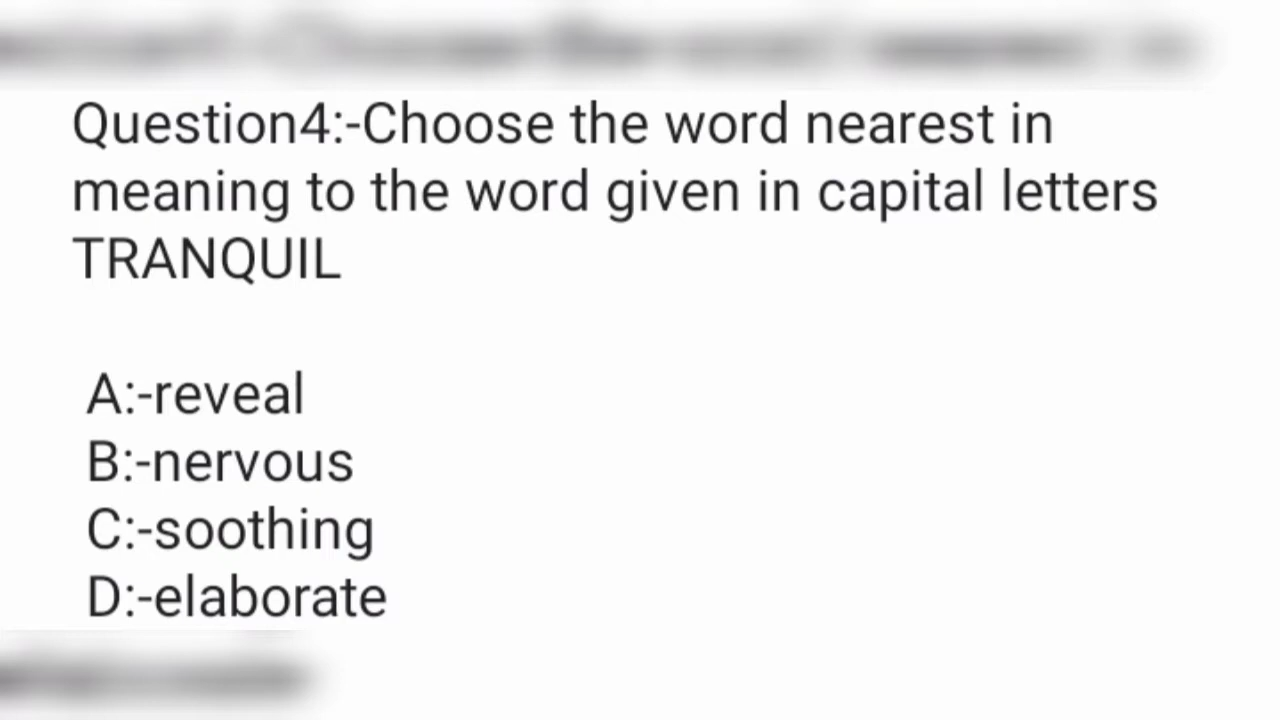 Question4:-Choose the word nearest in
meaning to the word given in capital letters
TRANQUIL
A:-reveal
B:-nervous
C:-soothing
D:-elaborate